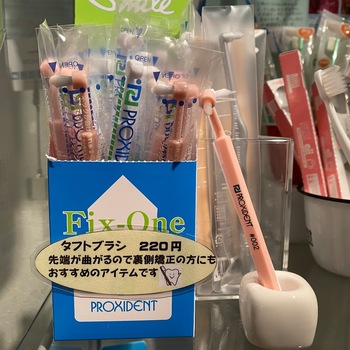 Smile
OPEN
PROXIDENT
PROXIDENT #002
Fix-One
タフトブラシ 220円
先端が曲がるので裏側矯正の方にも
おすすめのアイテムです
PROXIDENT